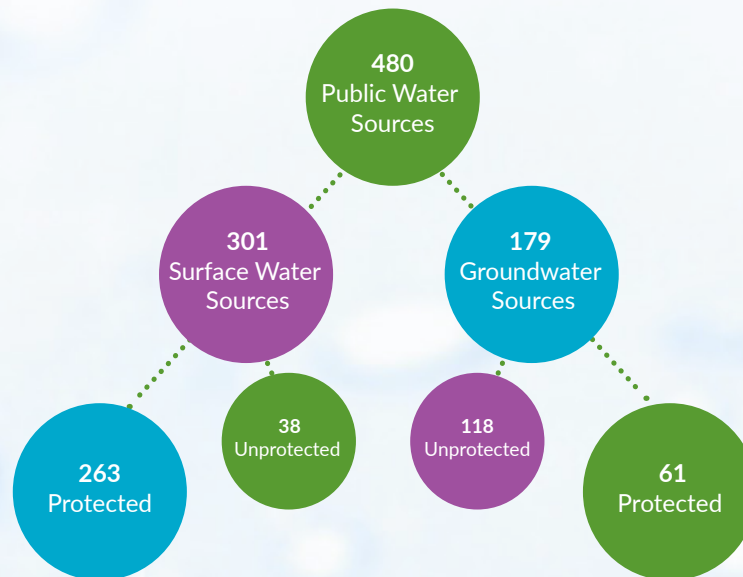 480
Public Water
Sources
301
Surface Water
Sources
179
Groundwater
Sources
263
Protected
38
Unprotected
118
Unprotected
61
Protected